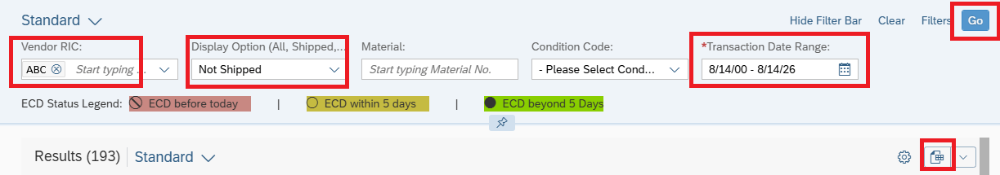 Standard
Hide Filter Bar Clear Filters Go
Vendor RIC: Display Option (All, Shipped,... Material: Condition Code: *Transaction Date Range:
ABC Start typing ... Not Shipped Start typing Material No. - Please Select Cond... 8/14/00 - 8/14/26
ECD Status Legend: ECD before today | ECD within 5 days | ECD beyond 5 Days
Results (193) Standard